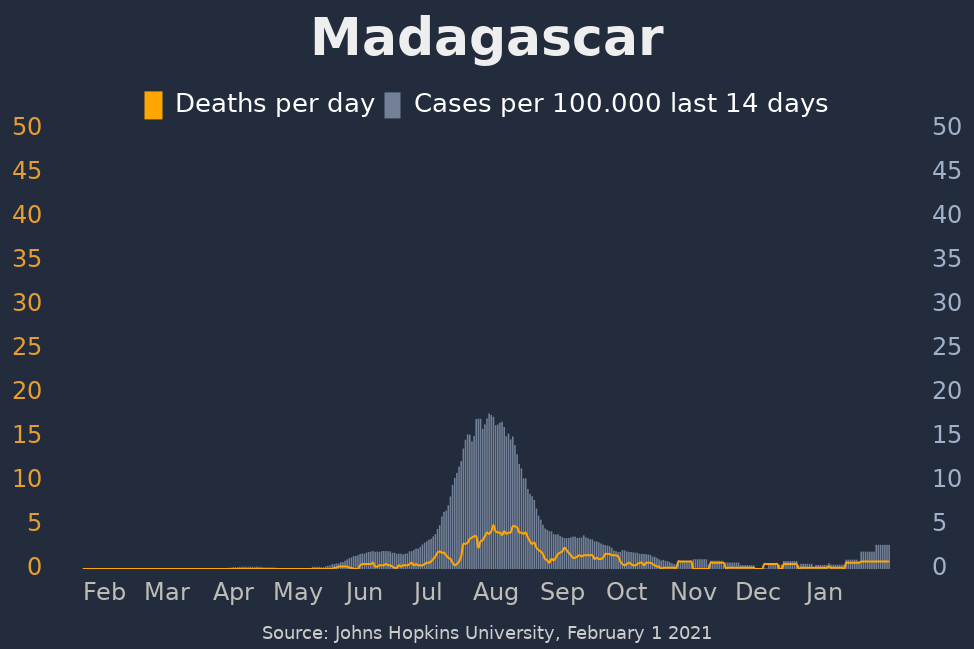 Madagascar
Deaths per day Cases per 100.000 last 14 days
50 50
45 45
40 40
35 35
30 30
25 25
20 20
15 15
10 10
5 5
0 0
Feb Mar Apr May Jun Jul Aug Sep Oct Nov Dec Jan
Source: Johns Hopkins University, February 1 2021